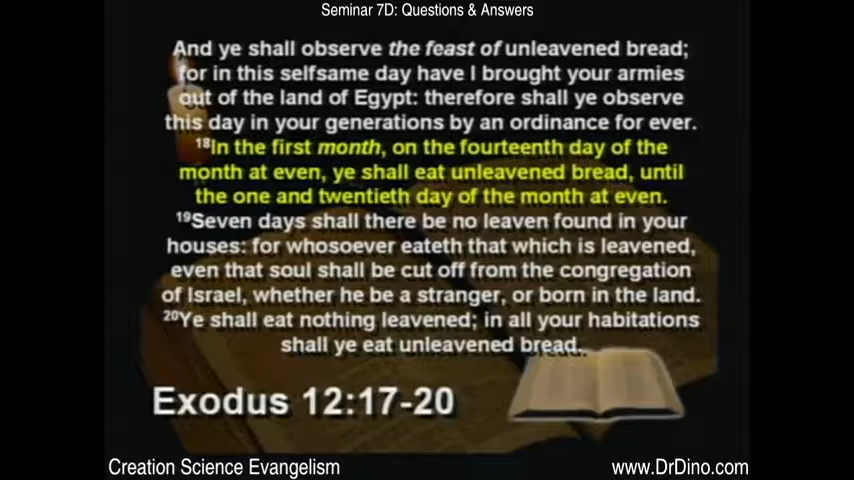 Seminar 7D: Questions & Answers
And ye shall observe the feast of unleavened bread;
for in this selfsame day have I brought your armies
out of the land of Egypt: therefore shall ye observe
this day in your generations by an ordinance for ever.
18In the first month, on the fourteenth day of the
month at even, ye shall eat unleavened bread, until
the one and twentieth day of the month at even.
19Seven days shall there be no leaven found in your
houses: for whosoever eateth that which is leavened,
even that soul shall be cut off from the congregation
of Israel, whether he be a stranger, or born in the land.
20Ye shall eat nothing leavened; in all your habitations
shall ye eat unleavened bread.
Exodus 12:17-20
Creation Science Evangelism
www.DrDino.com